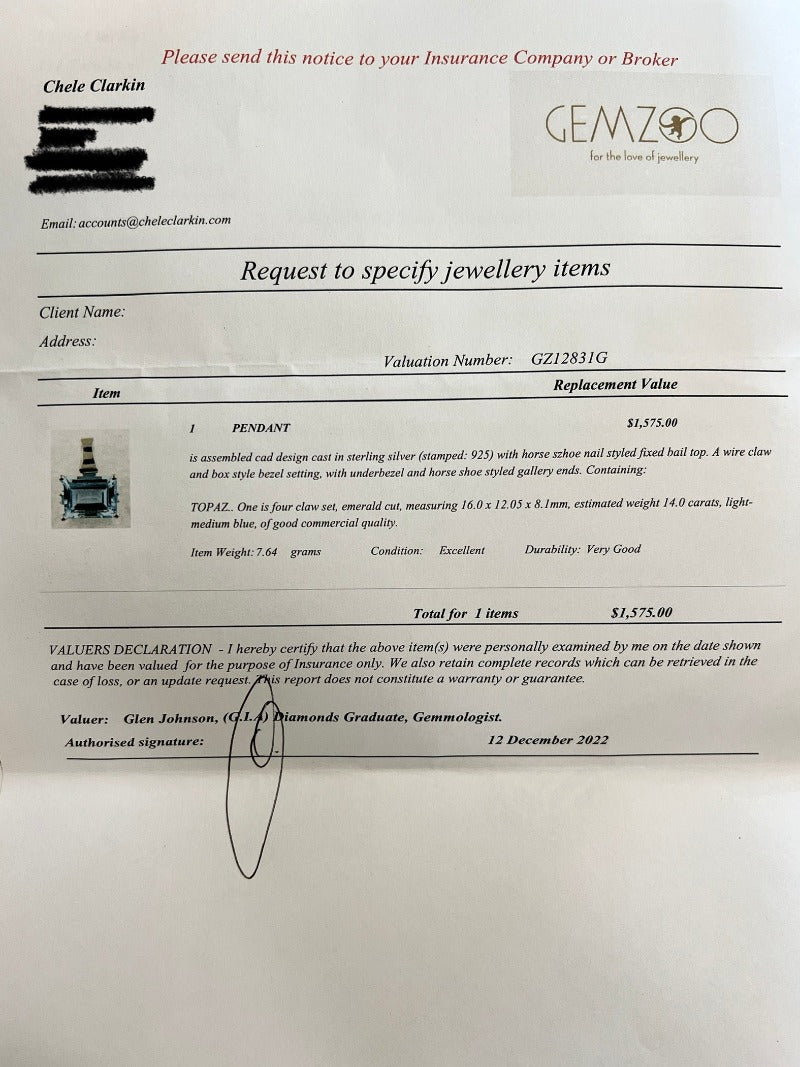 Please send this notice to your Insurance Company or Broker
Chele Clarkin
GEMZOO
for the love of jewellery
Email: accounts@cheleclarkin.com
Request to specify jewellery items
Client Name:
Address:
Valuation Number: GZ12831G
Item Replacement Value
1 PENDANT $1,575.00
is assembled cad design cast in sterling silver (stamped: 925) with horse szhoe nail styled fixed bail top. A wire claw
and box style bezel setting, with underbezel and horse shoe styled gallery ends. Containing:
TOPAZ.. One is four claw set, emerald cut, measuring 16.0 x 12.05 x 8.1mm, estimated weight 14.0 carats, light-
medium blue, of good commercial quality.
Item Weight: 7.64 grams Condition: Excellent Durability: Very Good
Total for 1 items $1,575.00
VALUERS DECLARATION - I hereby certify that the above item(s) were personally examined by me on the date shown
and have been valued for the purpose of Insurance only. We also retain complete records which can be retrieved in the
case of loss, or an update request. This report does not constitute a warranty or guarantee.
Valuer: Glen Johnson, (G.I.A) Diamonds Graduate, Gemmologist.
Authorised signature: 12 December 2022